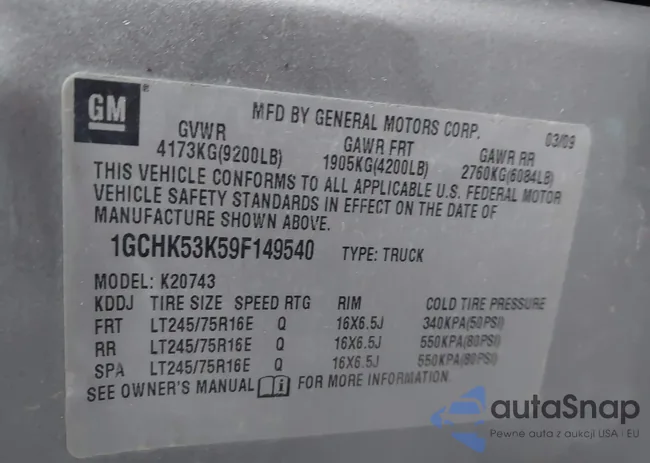 GM ®
MFD BY GENERAL MOTORS CORP. 03/09
GVWR GAWR FRT GAWR RR
4173KG(9200LB) 1905KG(4200LB) 2760KG(6084LB)
THIS VEHICLE CONFORMS TO ALL APPLICABLE U.S. FEDERAL MOTOR
VEHICLE SAFETY STANDARDS IN EFFECT ON THE DATE OF
MANUFACTURE SHOWN ABOVE.
1GCHK53K59F149540 TYPE: TRUCK
MODEL: K20743
KDDJ TIRE SIZE SPEED RTG RIM COLD TIRE PRESSURE
FRT LT245/75R16E Q 16X6.5J 340KPA(50PSI)
RR LT245/75R16E Q 16X6.5J 550KPA(80PSI)
SPA LT245/75R16E Q 16X6.5J 550KPA(80PSI)
SEE OWNER'S MANUAL i FOR MORE INFORMATION.
autaSnap
Pewne auta z aukcji USA i EU